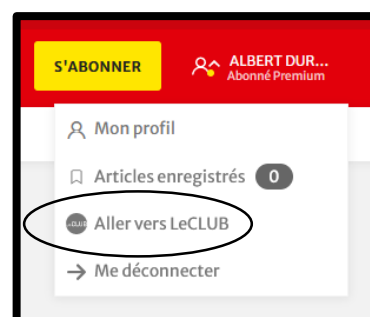 S'ABONNER
ALBERT DUR...
Abonné Premium
Mon profil
Articles enregistrés 0
Aller vers LeCLUB
Me déconnecter